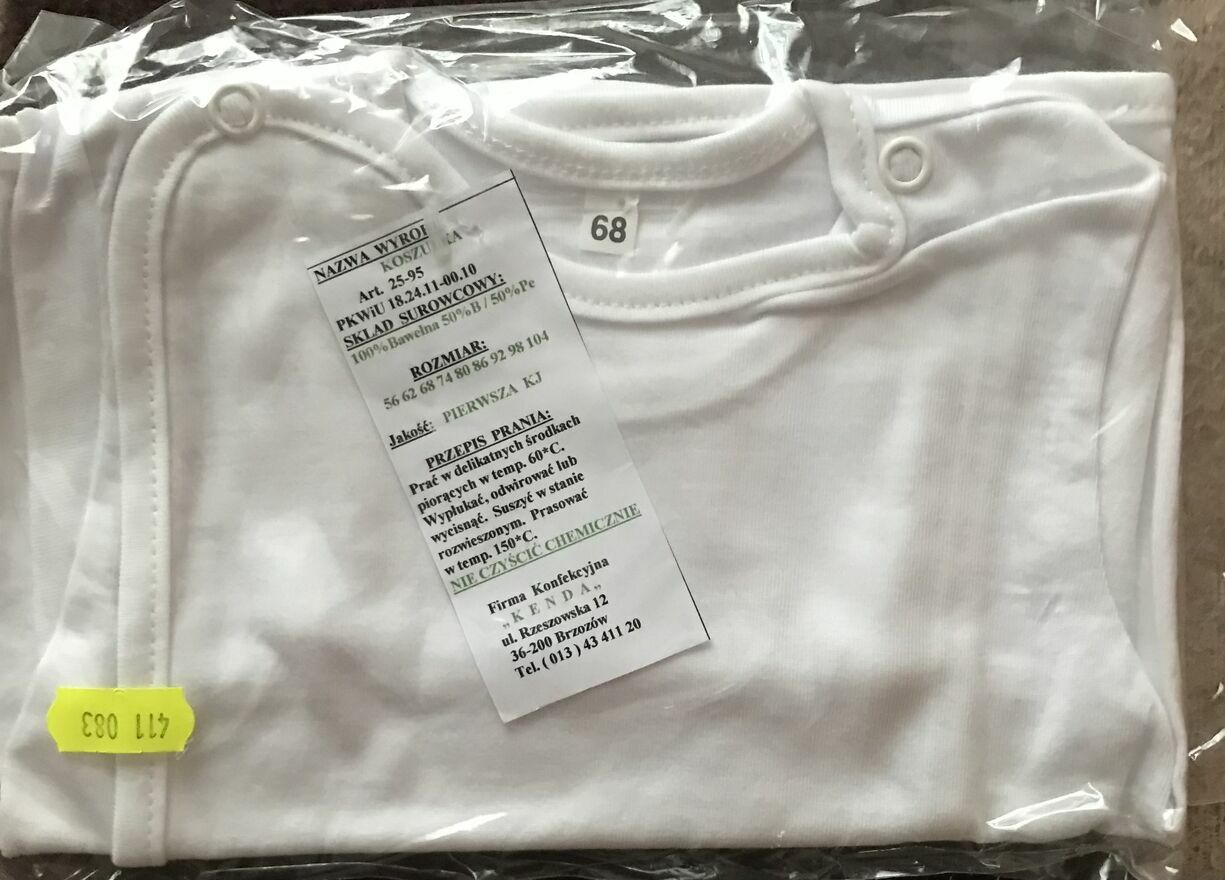 68
NAZWA WYROB
KOSZULKA
Art. 25-95
PKWiU 18.24.11-00.10
SKŁAD SUROWCOWY:
100%Bawełna 50%B / 50%Pe
ROZMIAR:
56 62 68 74 80 86 92 98 104
Jakość: PIERWSZA KJ
PRZEPIS PRANIA:
Prać w delikatnych środkach
piorących w temp. 60*C.
Wypłukać, odwirować lub
wycisnąć. Suszyć w stanie
rozwieszonym. Prasować
w temp. 150*C.
NIE CZYŚCIĆ CHEMICZNIE
Firma Konfekcyjna
„K E N D A„
ul. Rzeszowska 12
36-200 Brzozów
Tel. ( 013 ) 43 411 20
411 083